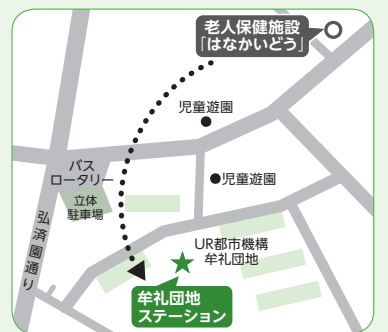 老人保健施設
「はなかいどう」
児童遊園
バス
ロータリー
児童遊園
立体
駐車場
弘済園通り
UR都市機構
牟礼団地
牟礼団地
ステーション